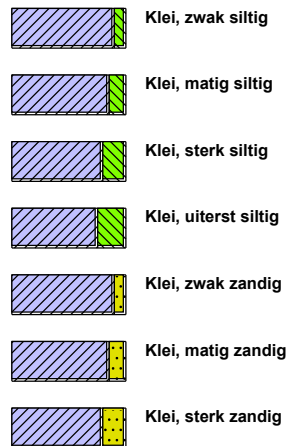 Klei, zwak siltig
Klei, matig siltig
Klei, sterk siltig
Klei, uiterst siltig
Klei, zwak zandig
Klei, matig zandig
Klei, sterk zandig